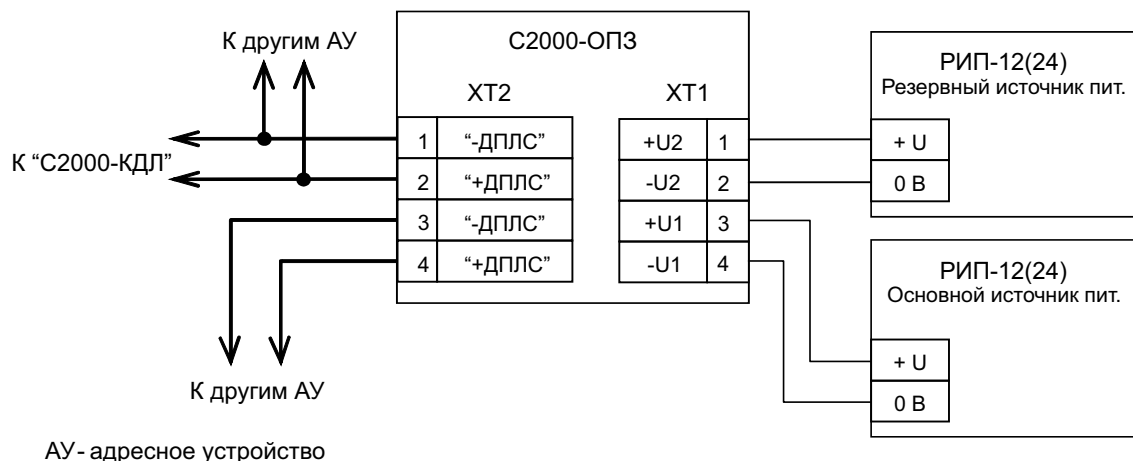 К другим АУ
С2000-ОПЗ
РИП-12(24)
Резервный источник пит.
XT2
XT1
1 “-ДПЛС”
+U2 1
+ U
К “С2000-КДЛ”
2 “+ДПЛС”
-U2 2
0 В
3 “-ДПЛС”
+U1 3
4 “+ДПЛС”
-U1 4
РИП-12(24)
Основной источник пит.
+ U
0 В
К другим АУ
АУ- адресное устройство